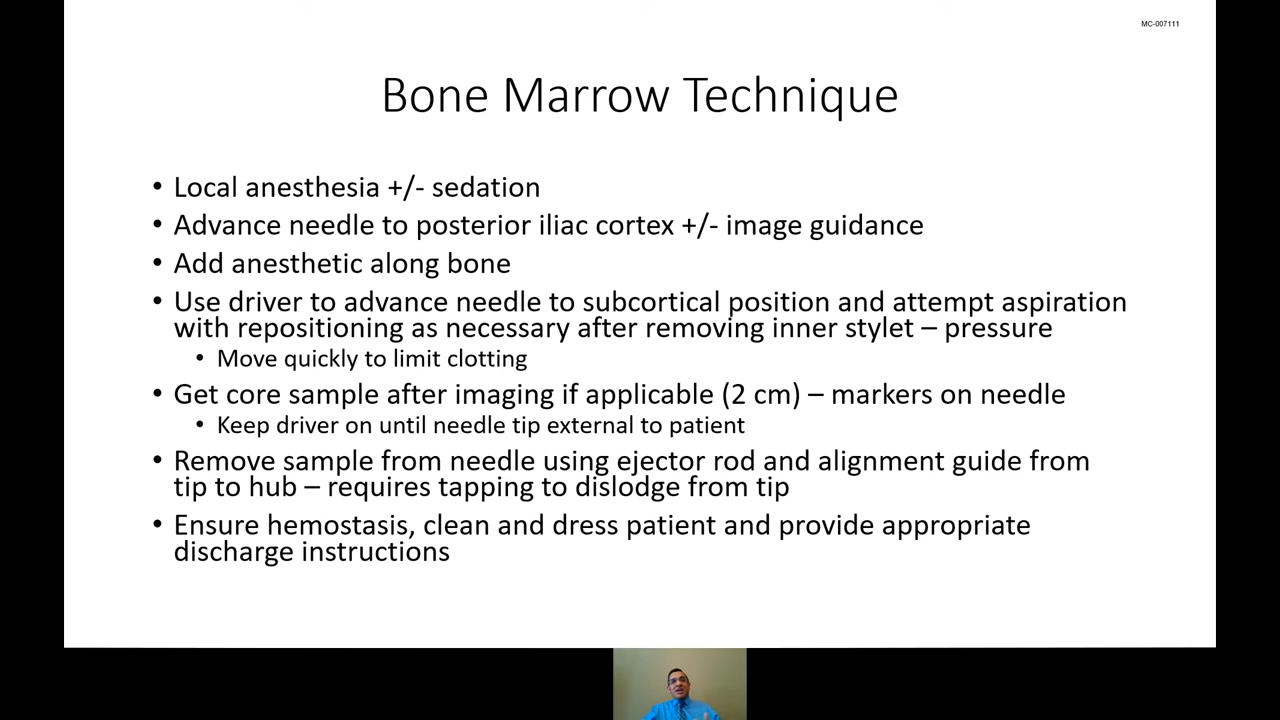 MC-007111
Bone Marrow Technique
• Local anesthesia +/- sedation
• Advance needle to posterior iliac cortex +/- image guidance
• Add anesthetic along bone
• Use driver to advance needle to subcortical position and attempt aspiration
with repositioning as necessary after removing inner stylet – pressure
• Move quickly to limit clotting
• Get core sample after imaging if applicable (2 cm) – markers on needle
• Keep driver on until needle tip external to patient
• Remove sample from needle using ejector rod and alignment guide from
tip to hub – requires tapping to dislodge from tip
• Ensure hemostasis, clean and dress patient and provide appropriate
discharge instructions